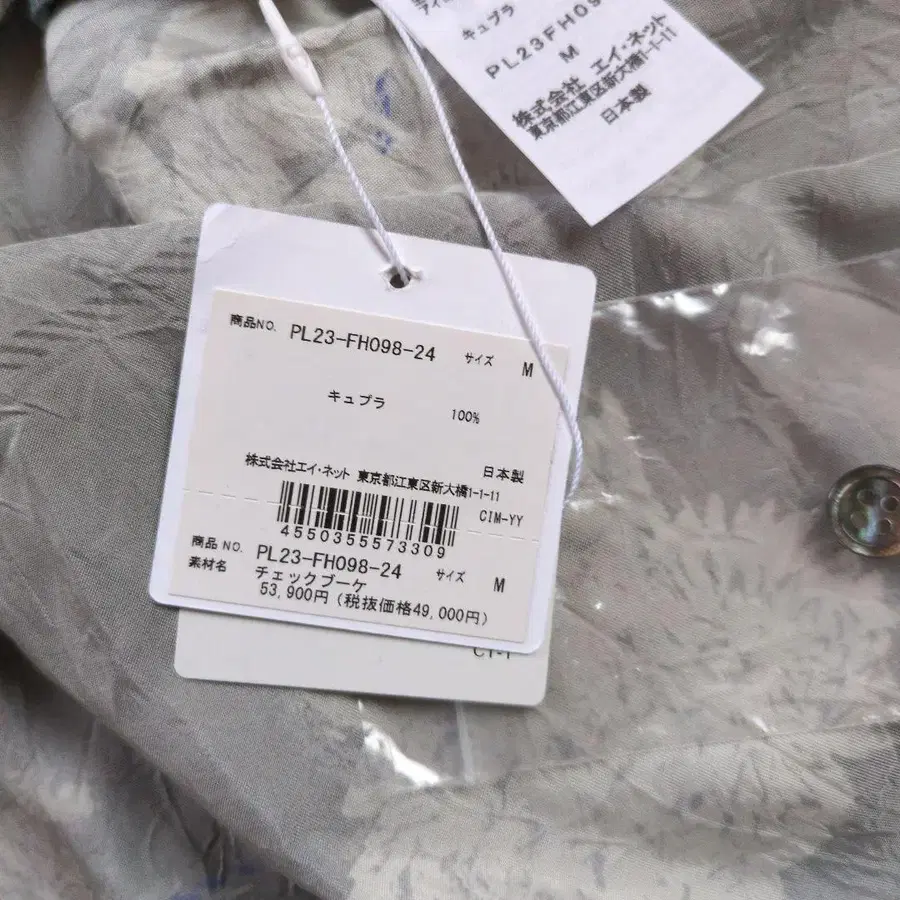 キュプラ
PL23FH09
M
株式会社 エイ・ネット
東京都江東区新大橋1-1-11
日本製
商品NO. PL23-FH098-24 サイズ M
キュプラ 100%
日本製
株式会社エイ・ネット 東京都江東区新大橋1-1-11
CIM-YY
4550355573309
商品 NO. PL23-FH098-24 サイズ M
素材名 チェックブーケ
53,900円(税抜価格49,000円)